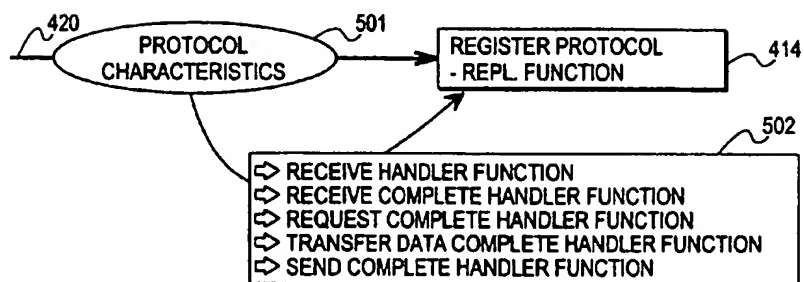 420
501
PROTOCOL
CHARACTERISTICS
REGISTER PROTOCOL
- REPL. FUNCTION
414
502
⇨ RECEIVE HANDLER FUNCTION
⇨ RECEIVE COMPLETE HANDLER FUNCTION
⇨ REQUEST COMPLETE HANDLER FUNCTION
⇨ TRANSFER DATA COMPLETE HANDLER FUNCTION
⇨ SEND COMPLETE HANDLER FUNCTION